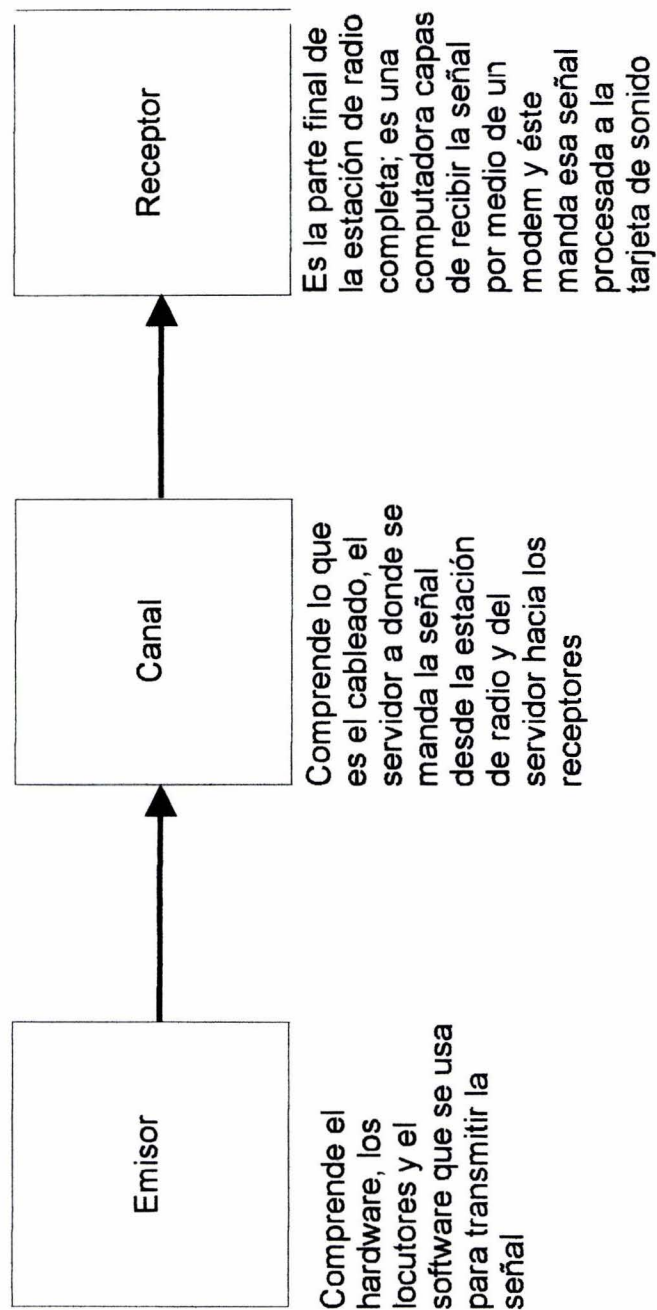 Emisor
Comprende el
hardware, los
locutores y el
software que se usa
para transmitir la
señal
Canal
Comprende lo que
es el cableado, el
servidor a donde se
manda la señal
desde la estación
de radio y del
servidor hacia los
receptores
Receptor
Es la parte final de
la estación de radio
completa; es una
computadora capas
de recibir la señal
por medio de un
modem y éste
manda esa señal
procesada a la
tarjeta de sonido